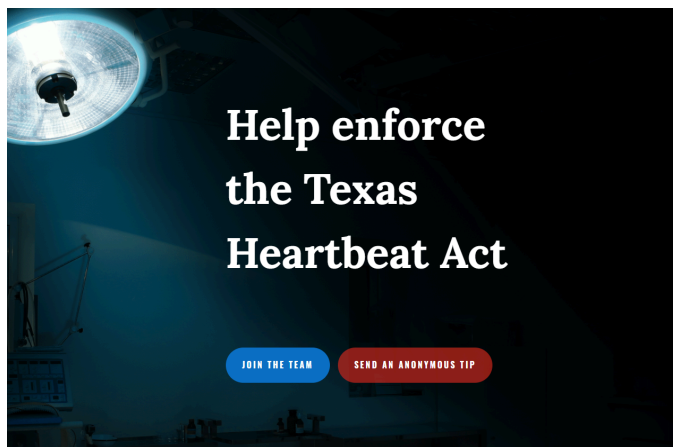 Help enforce
the Texas
Heartbeat Act
JOIN THE TEAM
SEND AN ANONYMOUS TIP